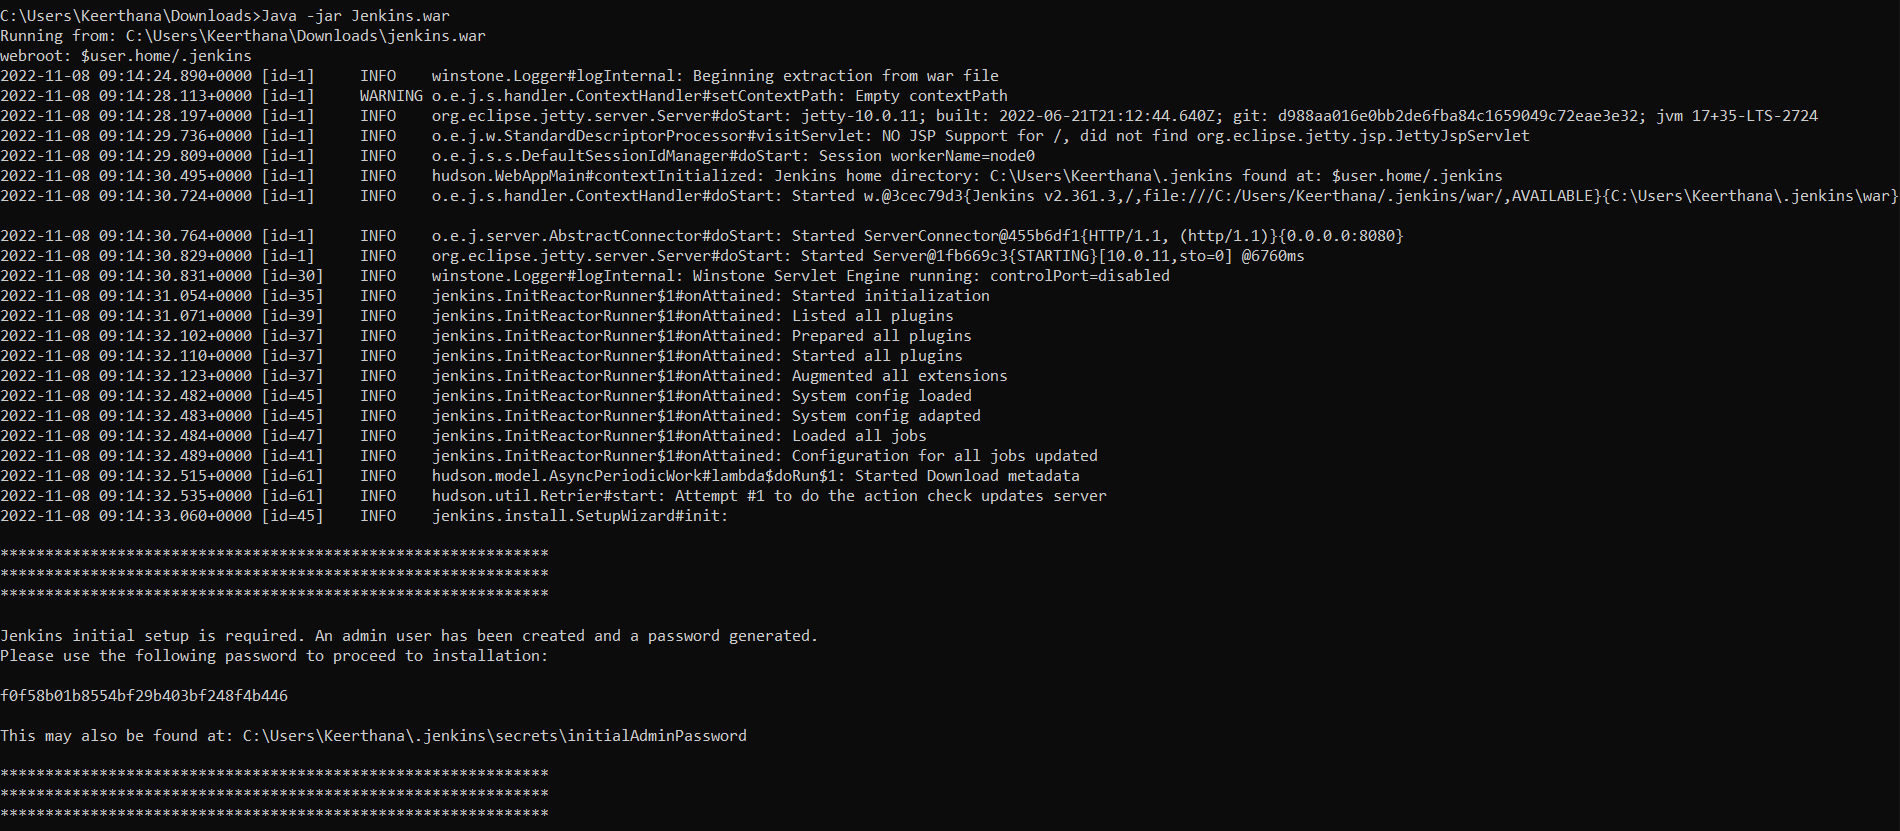 C:\Users\Keerthana\Downloads>Java -jar Jenkins.war
Running from: C:\Users\Keerthana\Downloads\jenkins.war
webroot: $user.home/.jenkins
2022-11-08 09:14:24.890+0000 [id=1]     INFO    winstone.Logger#logInternal: Beginning extraction from war file
2022-11-08 09:14:28.113+0000 [id=1]     WARNING o.e.j.s.handler.ContextHandler#setContextPath: Empty contextPath
2022-11-08 09:14:28.197+0000 [id=1]     INFO    org.eclipse.jetty.server.Server#doStart: jetty-10.0.11; built: 2022-06-21T21:12:44.640Z; git: d988aa016e0bb2de6fba84c1659049c72eae3e32; jvm 17+35-LTS-2724
2022-11-08 09:14:29.736+0000 [id=1]     INFO    o.e.j.w.StandardDescriptorProcessor#visitServlet: NO JSP Support for /, did not find org.eclipse.jetty.jsp.JettyJspServlet
2022-11-08 09:14:29.809+0000 [id=1]     INFO    o.e.j.s.s.DefaultSessionIdManager#doStart: Session workerName=node0
2022-11-08 09:14:30.495+0000 [id=1]     INFO    hudson.WebAppMain#contextInitialized: Jenkins home directory: C:\Users\Keerthana\.jenkins found at: $user.home/.jenkins
2022-11-08 09:14:30.724+0000 [id=1]     INFO    o.e.j.s.handler.ContextHandler#doStart: Started w.@3cec79d3{Jenkins v2.361.3,/,file:///C:/Users/Keerthana/.jenkins/war/,AVAILABLE}{C:\Users\Keerthana\.jenkins\war}
2022-11-08 09:14:30.764+0000 [id=1]     INFO    o.e.j.server.AbstractConnector#doStart: Started ServerConnector@455b6df1{HTTP/1.1, (http/1.1)}{0.0.0.0:8080}
2022-11-08 09:14:30.829+0000 [id=1]     INFO    org.eclipse.jetty.server.Server#doStart: Started Server@1fb669c3{STARTING}[10.0.11,sto=0] @6760ms
2022-11-08 09:14:30.831+0000 [id=30]    INFO    winstone.Logger#logInternal: Winstone Servlet Engine running: controlPort=disabled
2022-11-08 09:14:31.054+0000 [id=35]    INFO    jenkins.InitReactorRunner$1#onAttained: Started initialization
2022-11-08 09:14:31.071+0000 [id=39]    INFO    jenkins.InitReactorRunner$1#onAttained: Listed all plugins
2022-11-08 09:14:32.102+0000 [id=37]    INFO    jenkins.InitReactorRunner$1#onAttained: Prepared all plugins
2022-11-08 09:14:32.110+0000 [id=37]    INFO    jenkins.InitReactorRunner$1#onAttained: Started all plugins
2022-11-08 09:14:32.123+0000 [id=37]    INFO    jenkins.InitReactorRunner$1#onAttained: Augmented all extensions
2022-11-08 09:14:32.482+0000 [id=45]    INFO    jenkins.InitReactorRunner$1#onAttained: System config loaded
2022-11-08 09:14:32.483+0000 [id=45]    INFO    jenkins.InitReactorRunner$1#onAttained: System config adapted
2022-11-08 09:14:32.484+0000 [id=47]    INFO    jenkins.InitReactorRunner$1#onAttained: Loaded all jobs
2022-11-08 09:14:32.489+0000 [id=41]    INFO    jenkins.InitReactorRunner$1#onAttained: Configuration for all jobs updated
2022-11-08 09:14:32.515+0000 [id=61]    INFO    hudson.model.AsyncPeriodicWork#lambda$doRun$1: Started Download metadata
2022-11-08 09:14:32.535+0000 [id=61]    INFO    hudson.util.Retrier#start: Attempt #1 to do the action check updates server
2022-11-08 09:14:33.060+0000 [id=45]    INFO    jenkins.install.SetupWizard#init:
*************************************************************
*************************************************************
*************************************************************
Jenkins initial setup is required. An admin user has been created and a password generated.
Please use the following password to proceed to installation:
f0f58b01b8554bf29b403bf248f4b446
This may also be found at: C:\Users\Keerthana\.jenkins\secrets\initialAdminPassword
*************************************************************
*************************************************************
*************************************************************